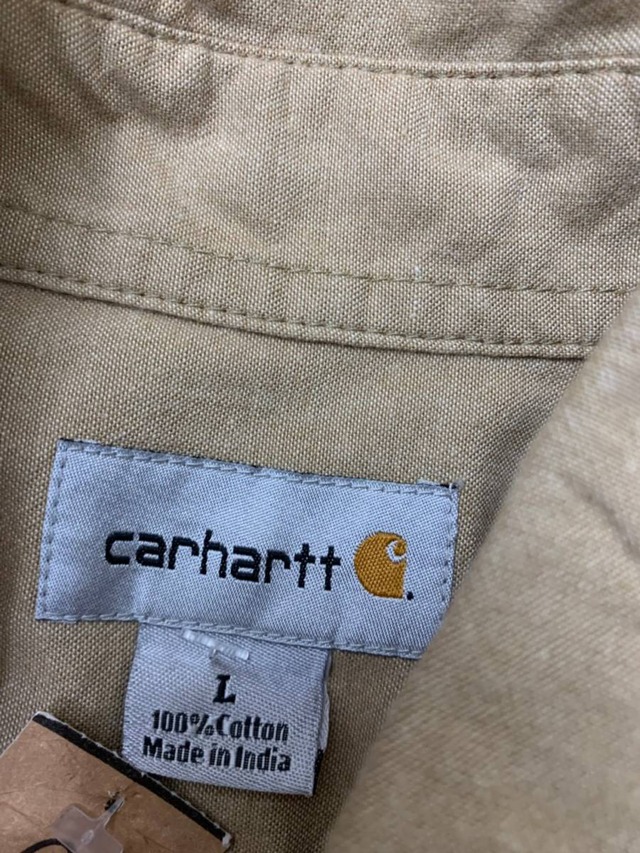 carhartt
L
100% Cotton
Made in India